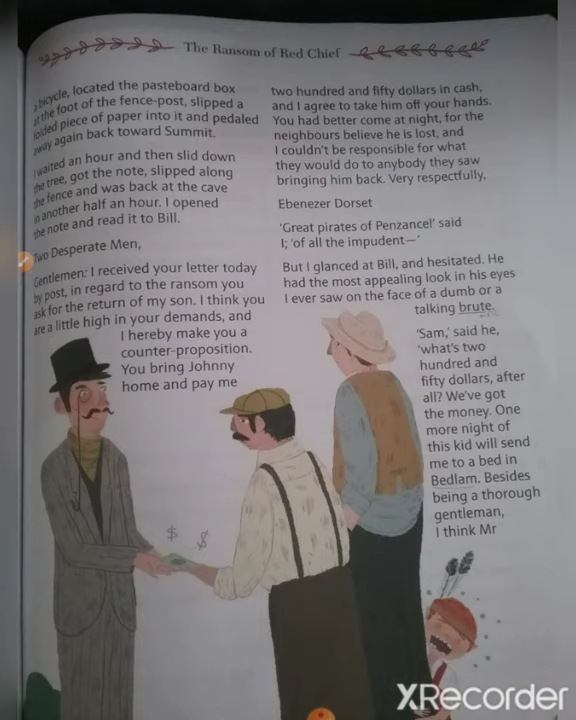 The Ransom of Red Chief
a bicycle, located the pasteboard box
at the foot of the fence-post, slipped a
folded piece of paper into it and pedaled
away again back toward Summit.
I waited an hour and then slid down
the tree, got the note, slipped along
the fence and was back at the cave
in another half an hour. I opened
the note and read it to Bill.
Two Desperate Men,
Gentlemen: I received your letter today
by post, in regard to the ransom you
ask for the return of my son. I think you
are a little high in your demands, and
I hereby make you a
counter-proposition.
You bring Johnny
home and pay me
two hundred and fifty dollars in cash,
and I agree to take him off your hands.
You had better come at night, for the
neighbours believe he is lost, and
I couldn't be responsible for what
they would do to anybody they saw
bringing him back. Very respectfully,
Ebenezer Dorset
'Great pirates of Penzance!' said
I; 'of all the impudent—'
But I glanced at Bill, and hesitated. He
had the most appealing look in his eyes
I ever saw on the face of a dumb or a
talking brute.
'Sam,' said he,
'what's two
hundred and
fifty dollars, after
all? We've got
the money. One
more night of
this kid will send
me to a bed in
Bedlam. Besides
being a thorough
gentleman,
I think Mr
$ $
XRecorder